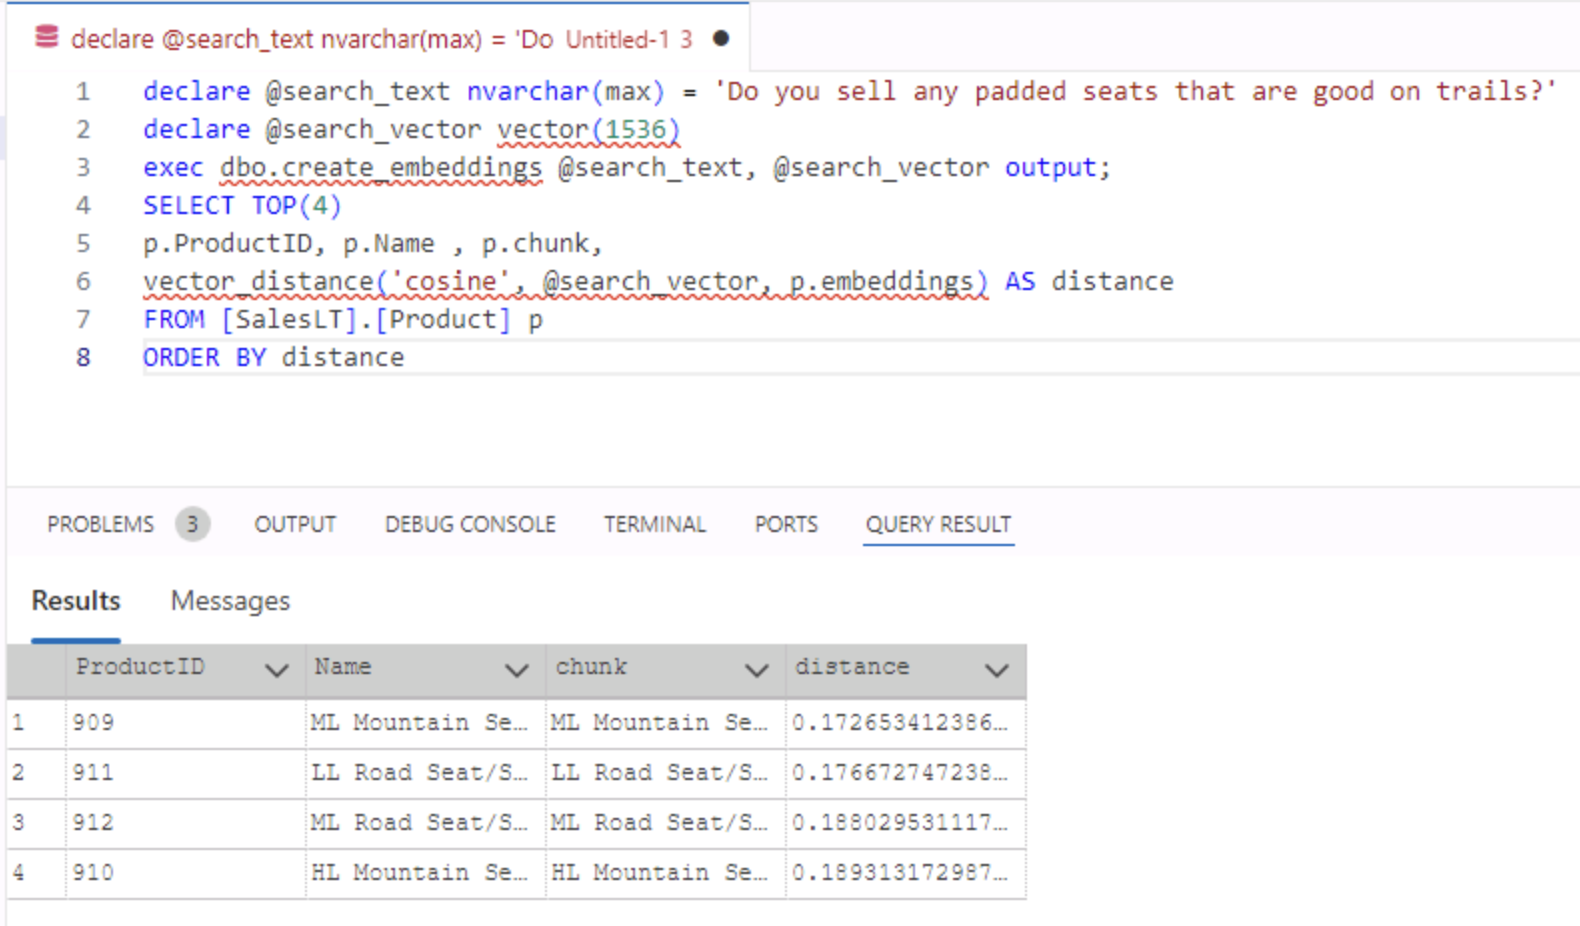 declare @search_text nvarchar(max) = 'Do Untitled-1 3
1 declare @search_text nvarchar(max) = 'Do you sell any padded seats that are good on trails?'
2 declare @search_vector vector(1536)
3 exec dbo.create_embeddings @search_text, @search_vector output;
4 SELECT TOP(4)
5 p.ProductID, p.Name , p.chunk,
6 vector_distance('cosine', @search_vector, p.embeddings) AS distance
7 FROM [SalesLT].[Product] p
8 ORDER BY distance
PROBLEMS 3 OUTPUT DEBUG CONSOLE TERMINAL PORTS QUERY RESULT
Results Messages
ProductID Name chunk distance
1 909 ML Mountain Se… ML Mountain Se… 0.172653412386…
2 911 LL Road Seat/S… LL Road Seat/S… 0.176672747238…
3 912 ML Road Seat/S… ML Road Seat/S… 0.188029531117…
4 910 HL Mountain Se… HL Mountain Se… 0.189313172987…